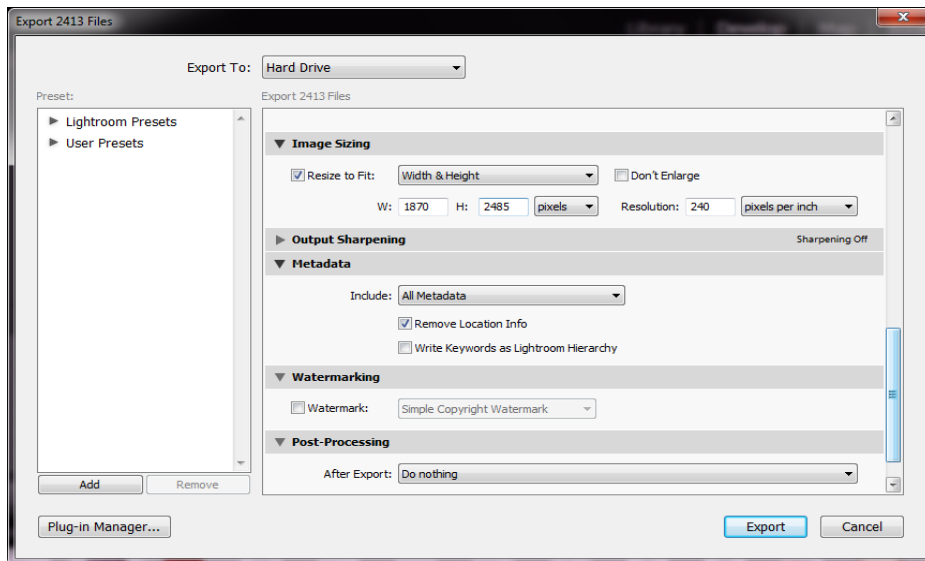 Export 2413 Files
Export To: Hard Drive
Preset:
Lightroom Presets
User Presets
Add Remove
Export 2413 Files
Image Sizing
Resize to Fit: Width & Height Don't Enlarge
W: 1870 H: 2485 pixels Resolution: 240 pixels per inch
Output Sharpening Sharpening Off
Metadata
Include: All Metadata
Remove Location Info
Write Keywords as Lightroom Hierarchy
Watermarking
Watermark: Simple Copyright Watermark
Post-Processing
After Export: Do nothing
Plug-in Manager... Export Cancel